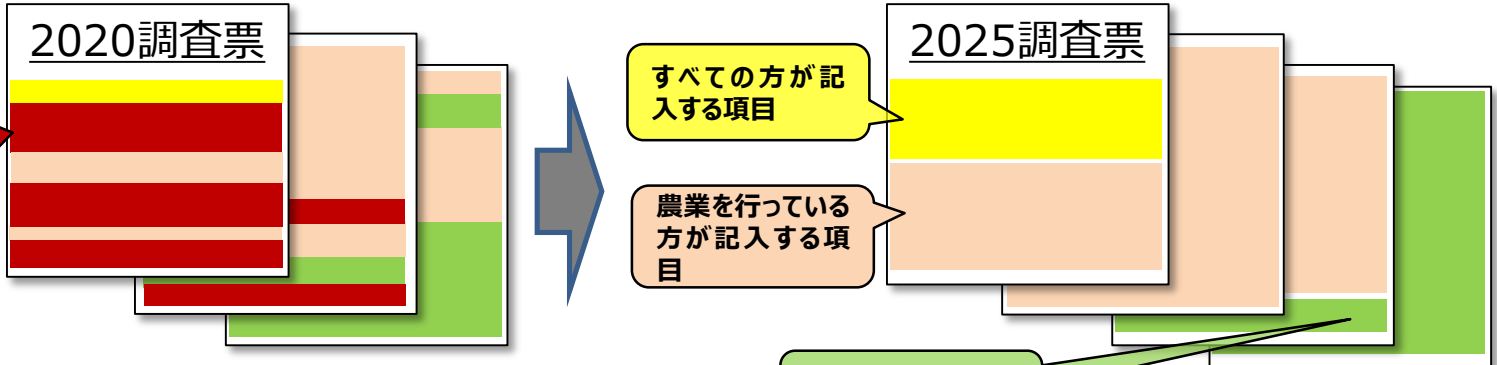 2020調査票
2025調査票
すべての方が記
入する項目
農業を行っている
方が記入する項
目